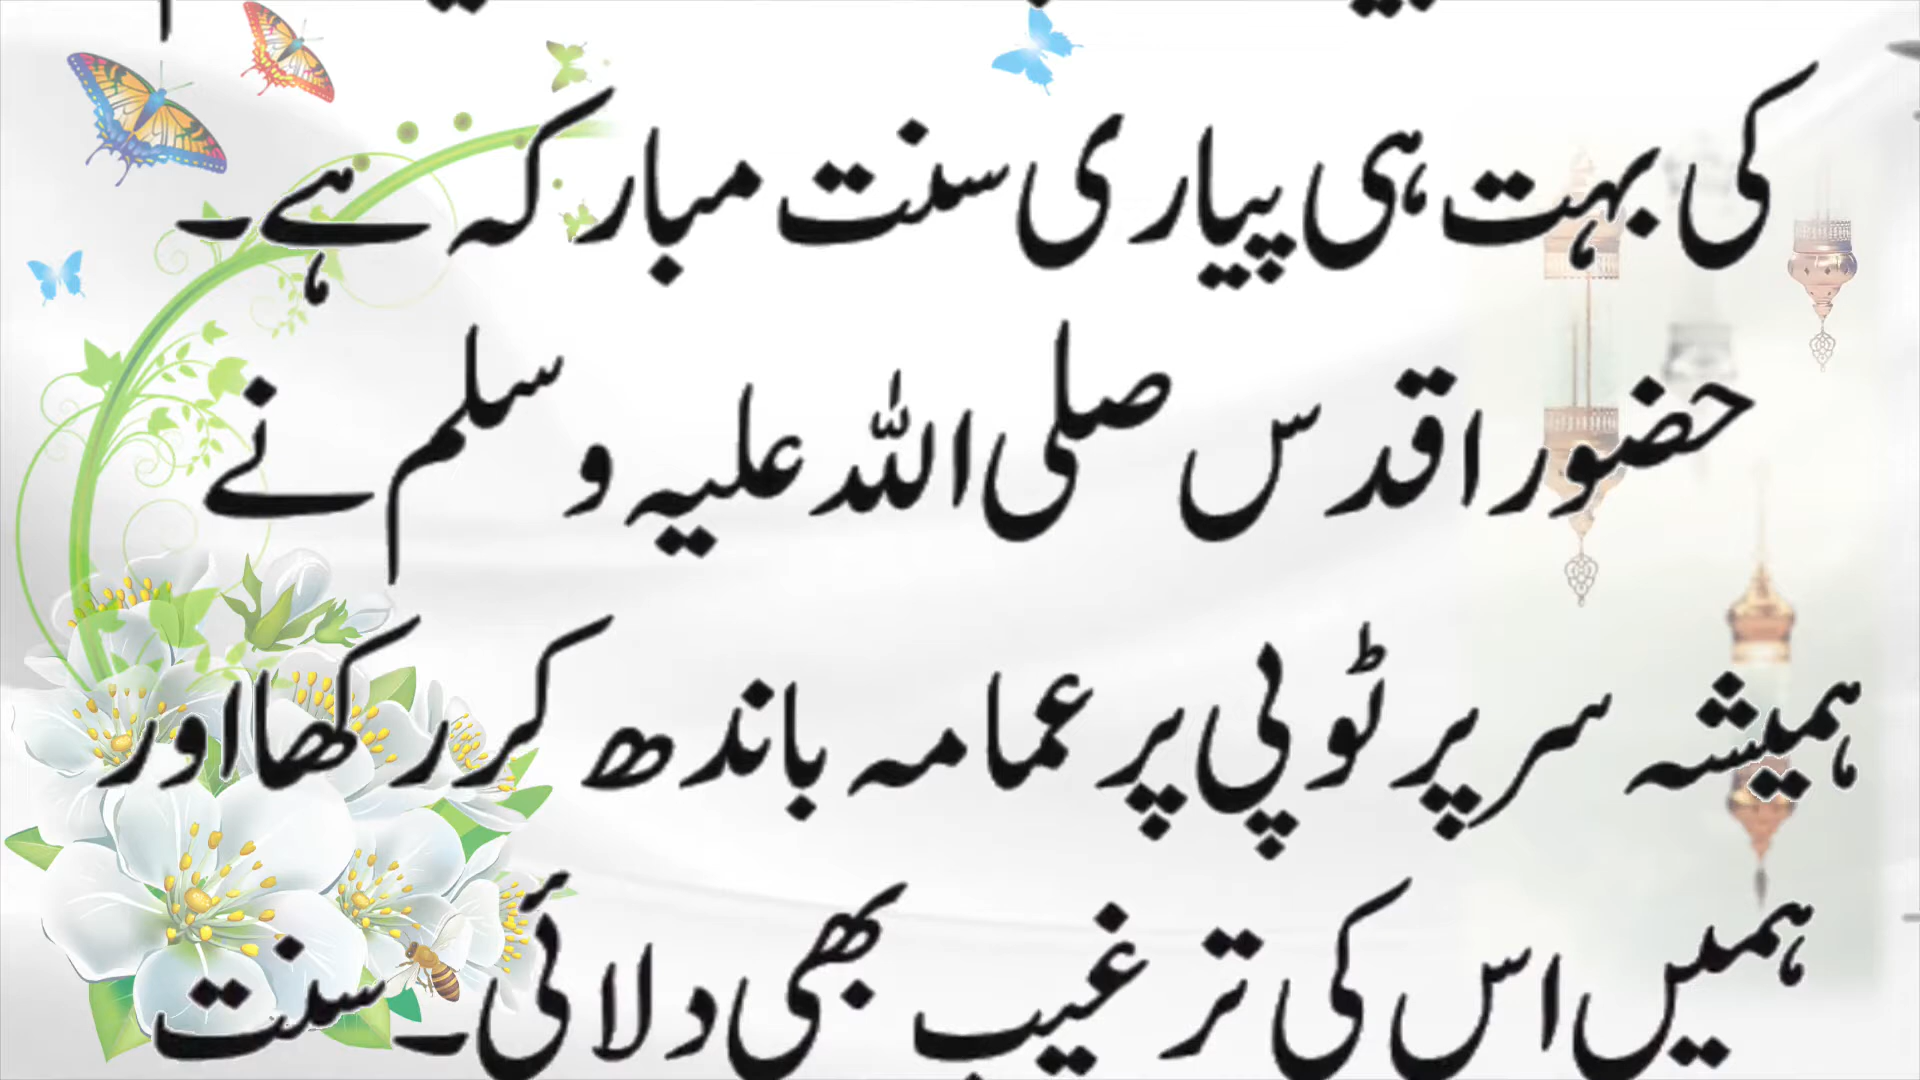 کی بہت ہی پیاری سنت مبارکہ ہے۔
حضور اقدس صلی اللہ علیہ وسلم نے
ہمیشہ سر پر ٹوپی پر عمامہ باندھ کر رکھا اور
ہمیں اس کی ترغیب بھی دلائی۔ سنت